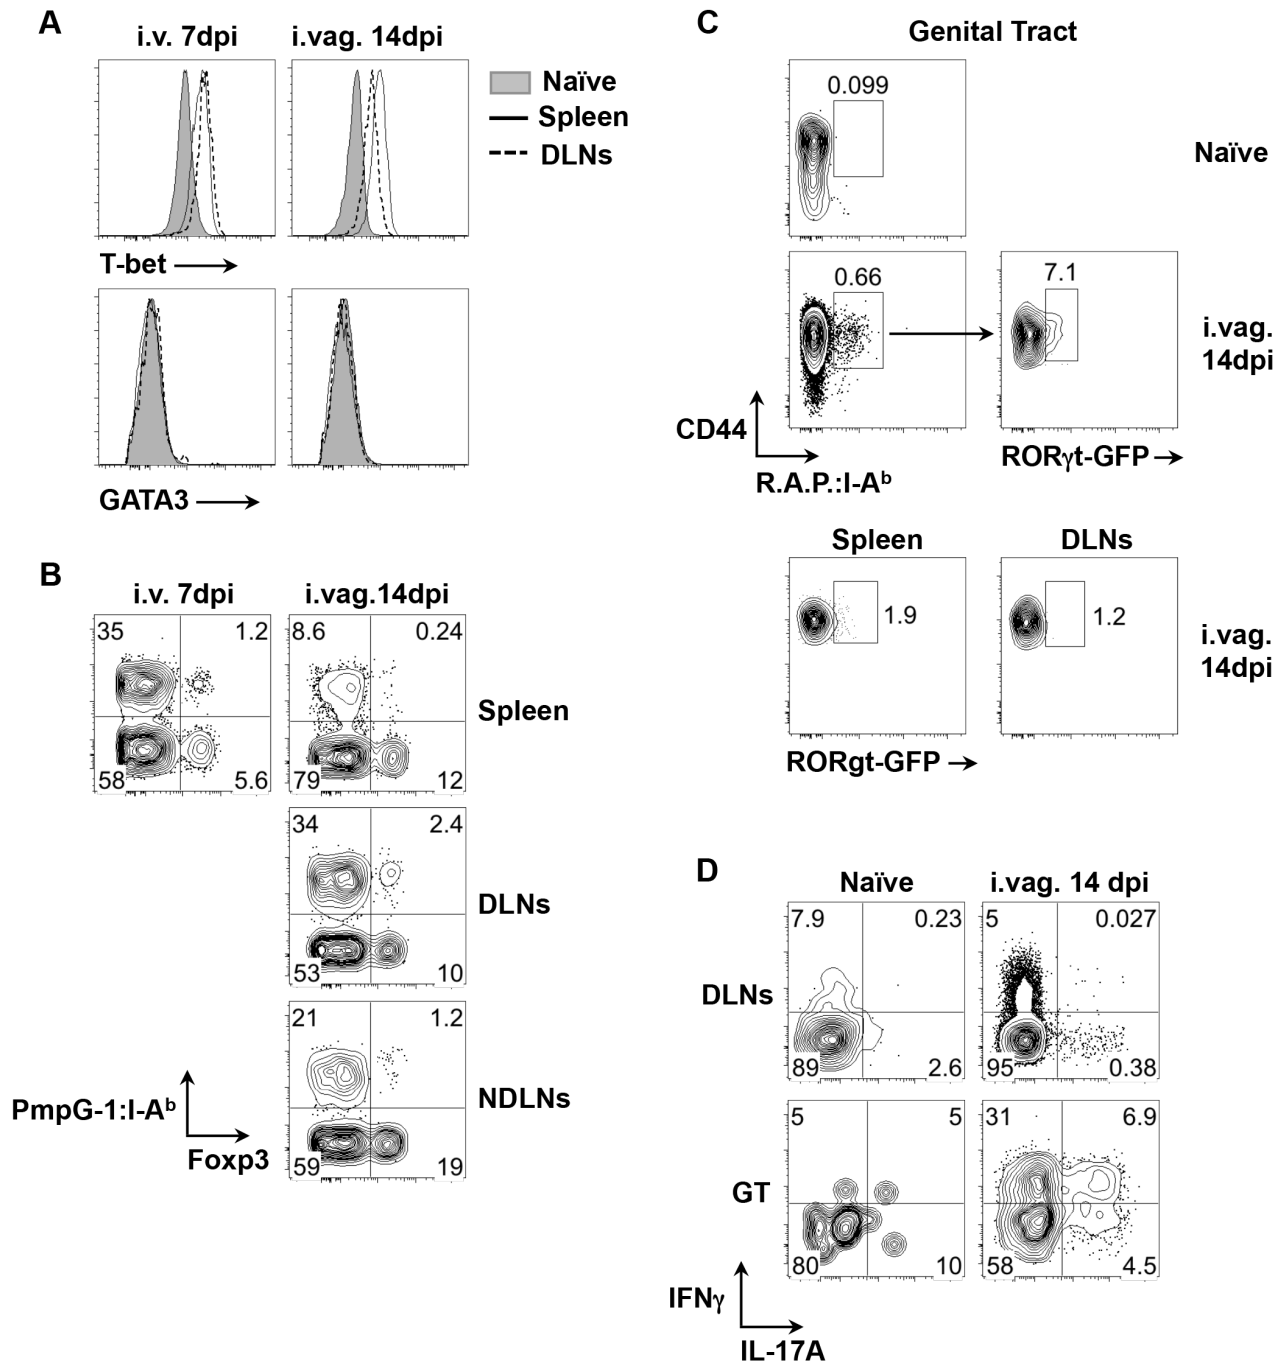 A
i.v. 7dpi
i.vag. 14dpi
Naïve
Spleen
DLNs
T-bet
GATA3
B
i.v. 7dpi
i.vag.14dpi
35
1.2
58
5.6
8.6
0.24
79
12
Spleen
34
2.4
53
10
DLNs
21
1.2
59
19
NDLNs
PmpG-1:I-Aᵇ
Foxp3
C
Genital Tract
0.099
Naïve
0.66
7.1
i.vag.
14dpi
CD44
R.A.P.:I-Aᵇ
RORγt-GFP
Spleen
DLNs
1.9
1.2
i.vag.
14dpi
RORgt-GFP
D
Naïve
i.vag. 14 dpi
DLNs
7.9
0.23
89
2.6
5
0.027
95
0.38
GT
5
5
80
10
31
6.9
58
4.5
IFNγ
IL-17A